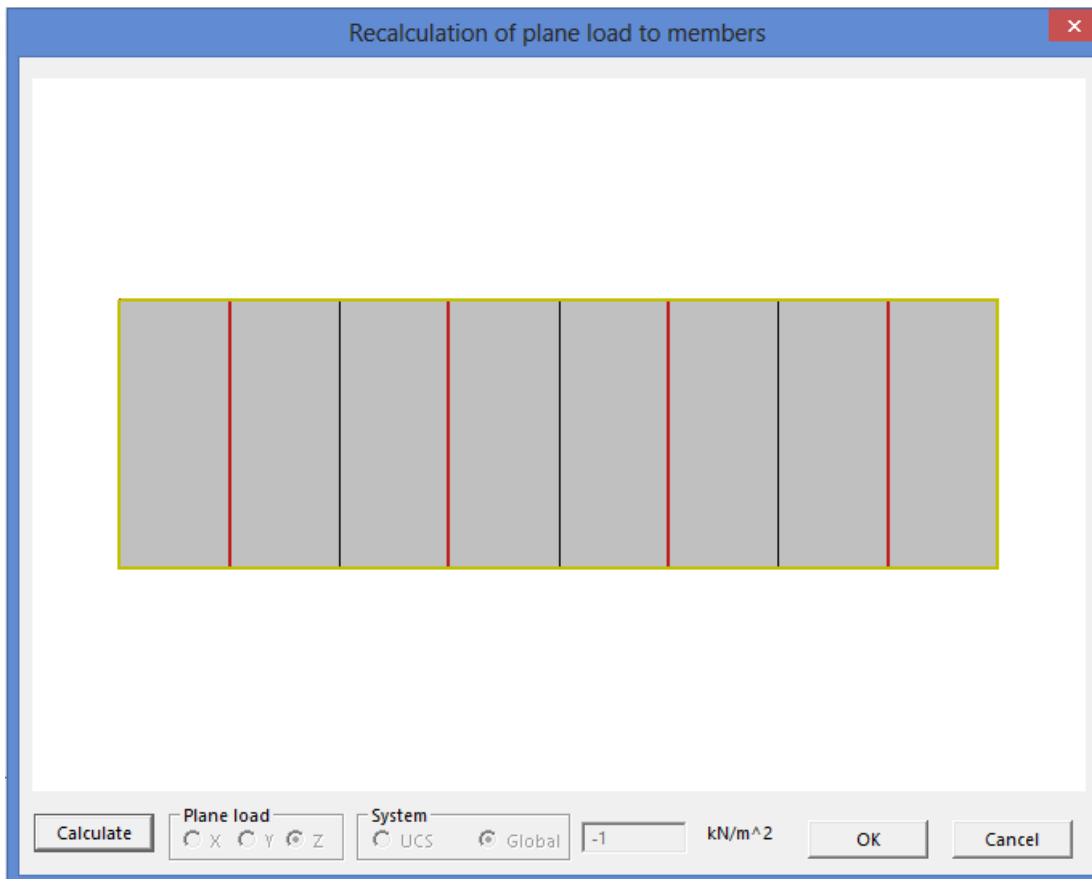 Recalculation of plane load to members
Plane load
System
Calculate
X Y Z
UCS Global
-1
kN/m^2
OK
Cancel